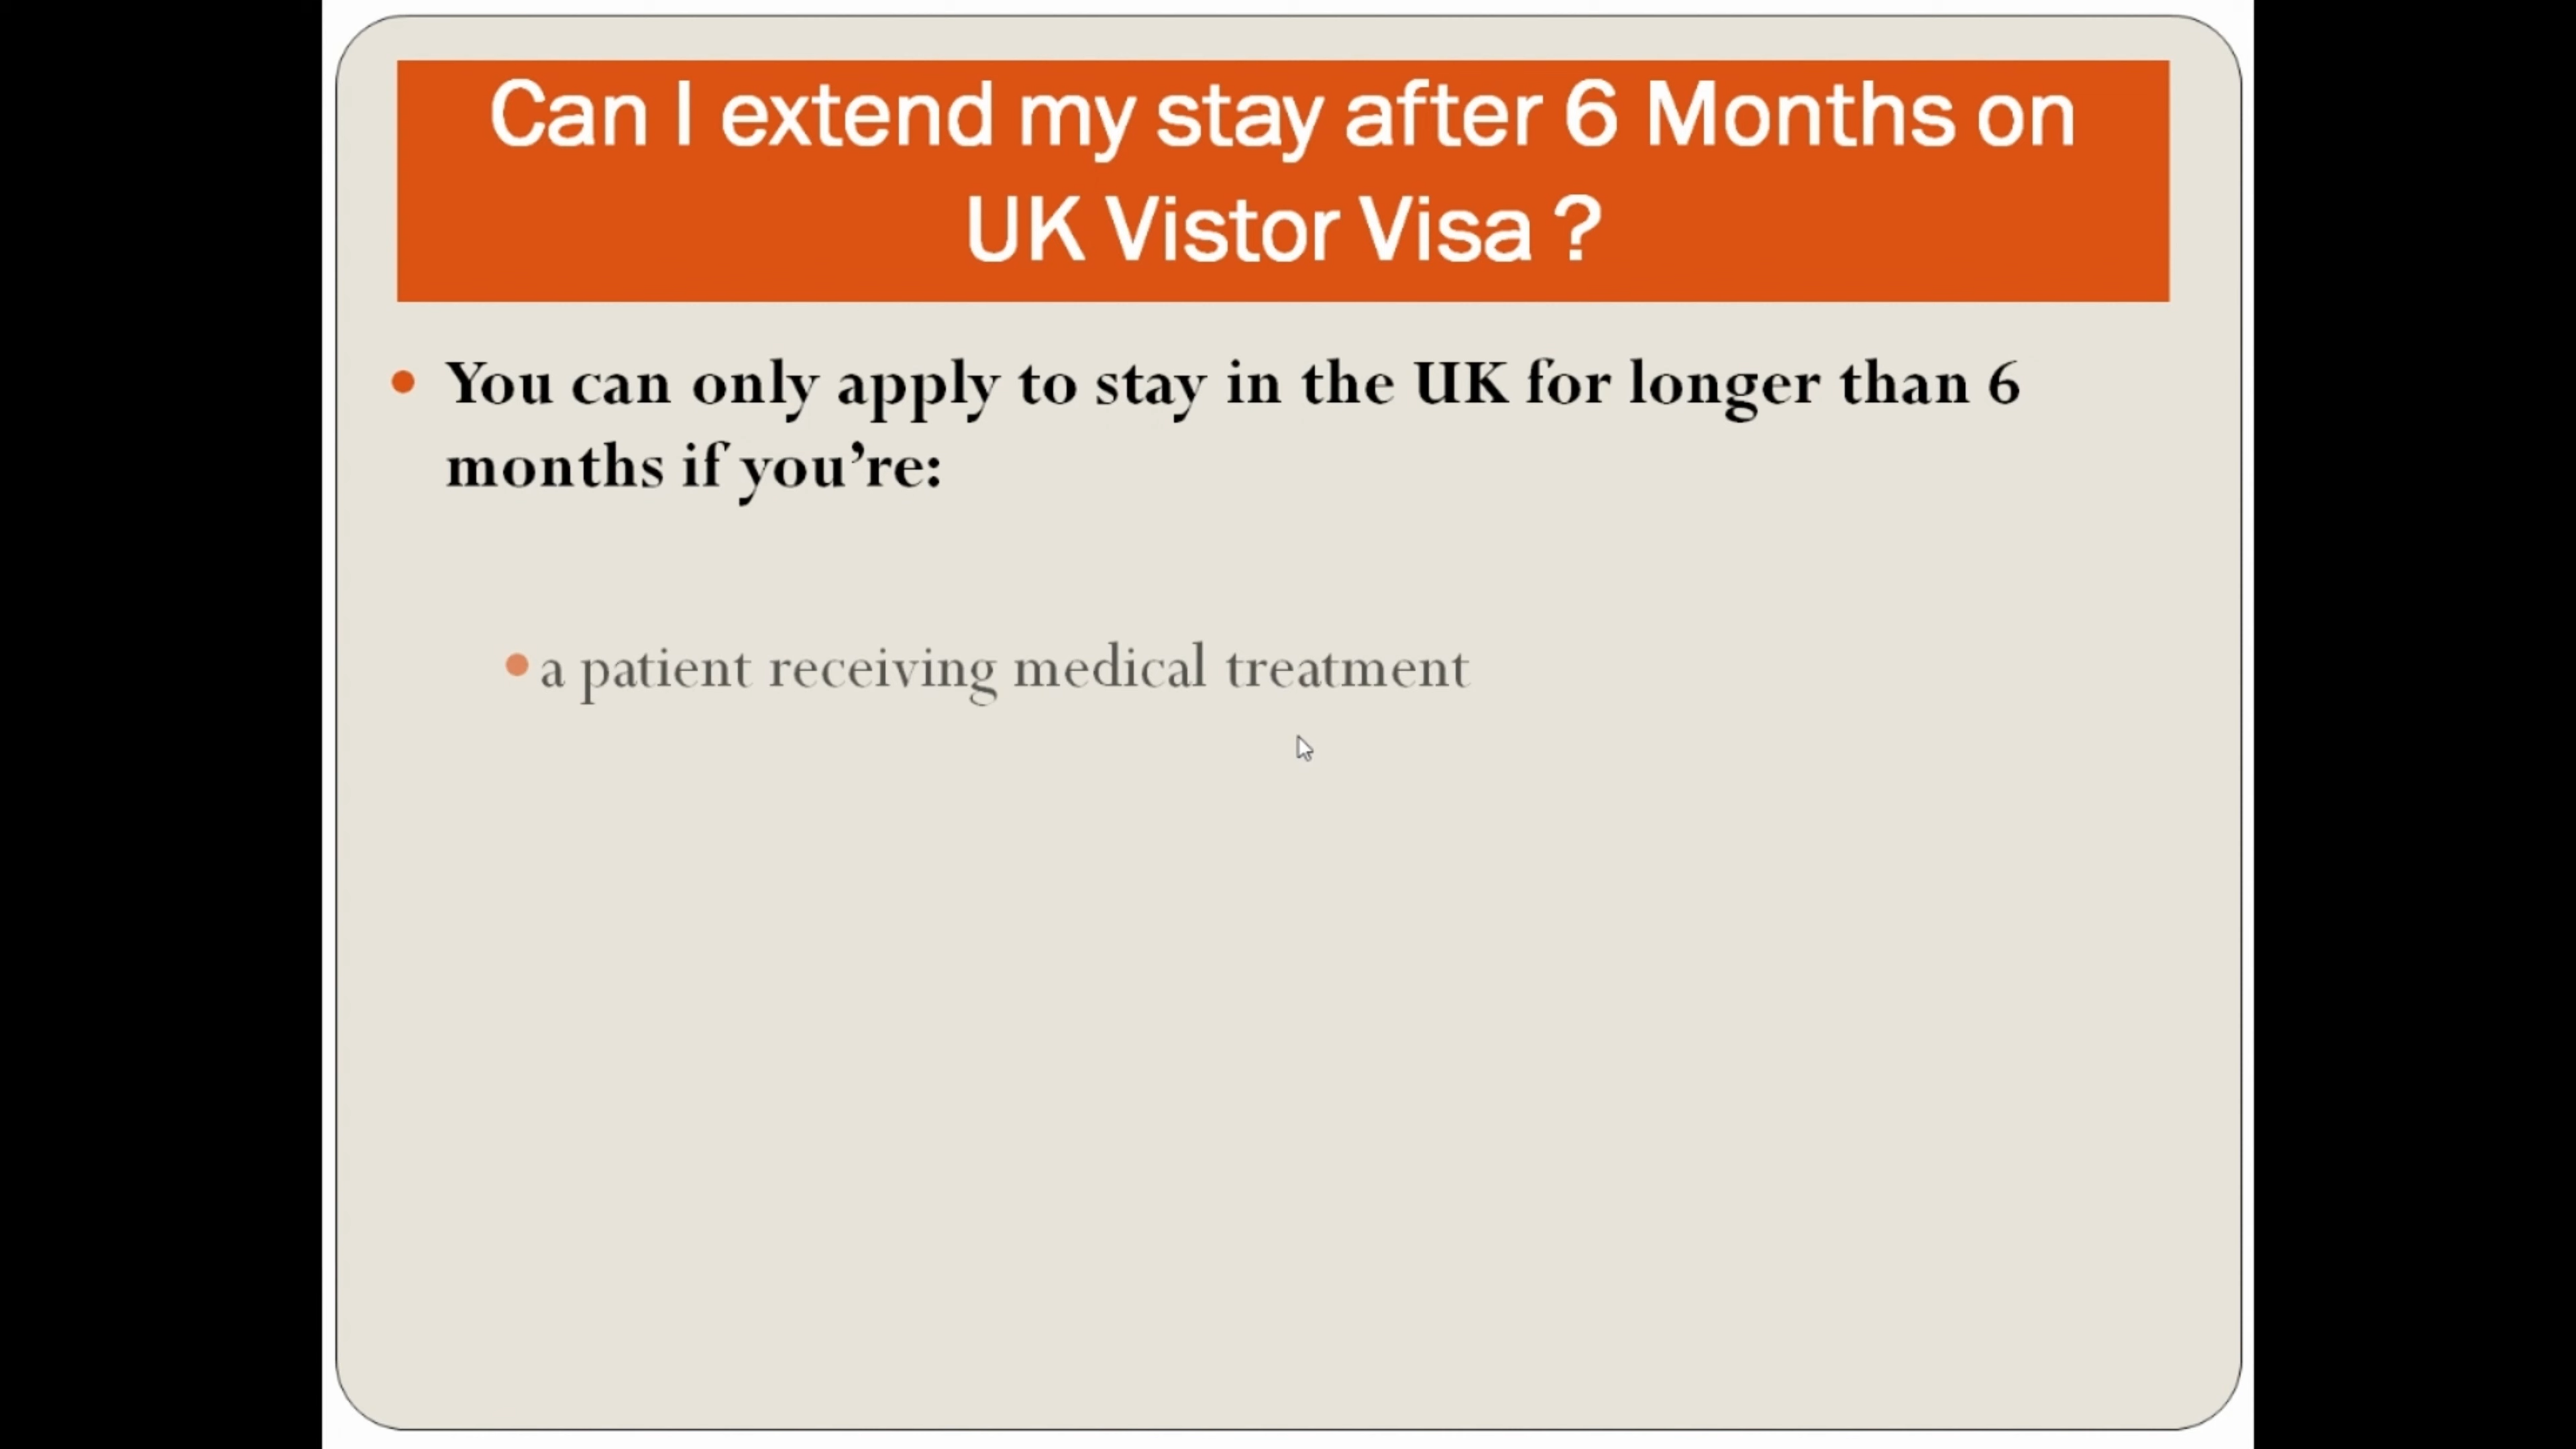 Can I extend my stay after 6 Months on
UK Vistor Visa ?
• You can only apply to stay in the UK for longer than 6
months if you’re:
• a patient receiving medical treatment